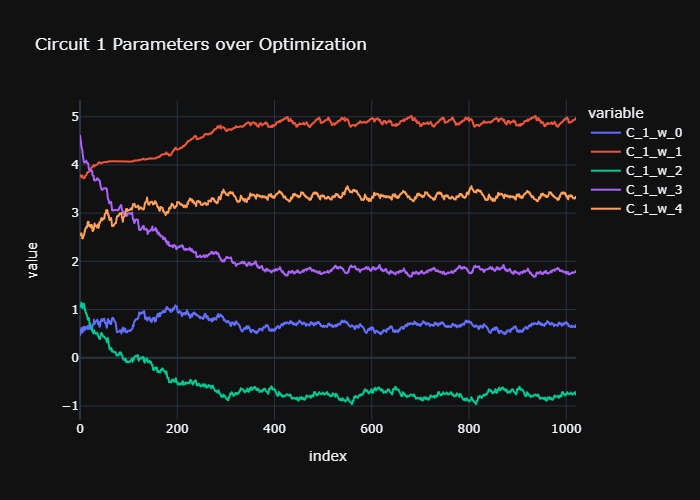 Circuit 1 Parameters over Optimization
variable
C_1_w_0
C_1_w_1
C_1_w_2
C_1_w_3
C_1_w_4
value
5
4
3
2
1
0
−1
0 200 400 600 800 1000
index